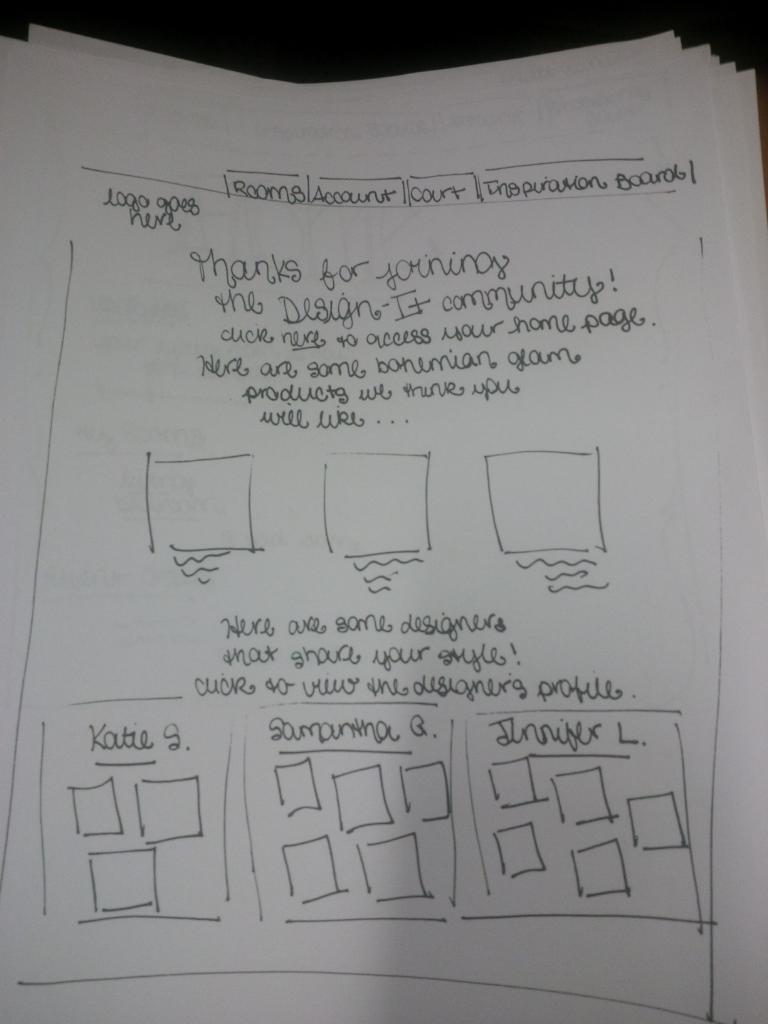 logo goes
here
Rooms Account Cart Inspiration Board
Thanks for joining
the Design-It community!
click here to access your home page.
Here are some bohemian glam
products we think you
will like ...
Here are some designers
that share your style!
click to view the designer's profile.
Katie S. Samantha G. Jennifer L.